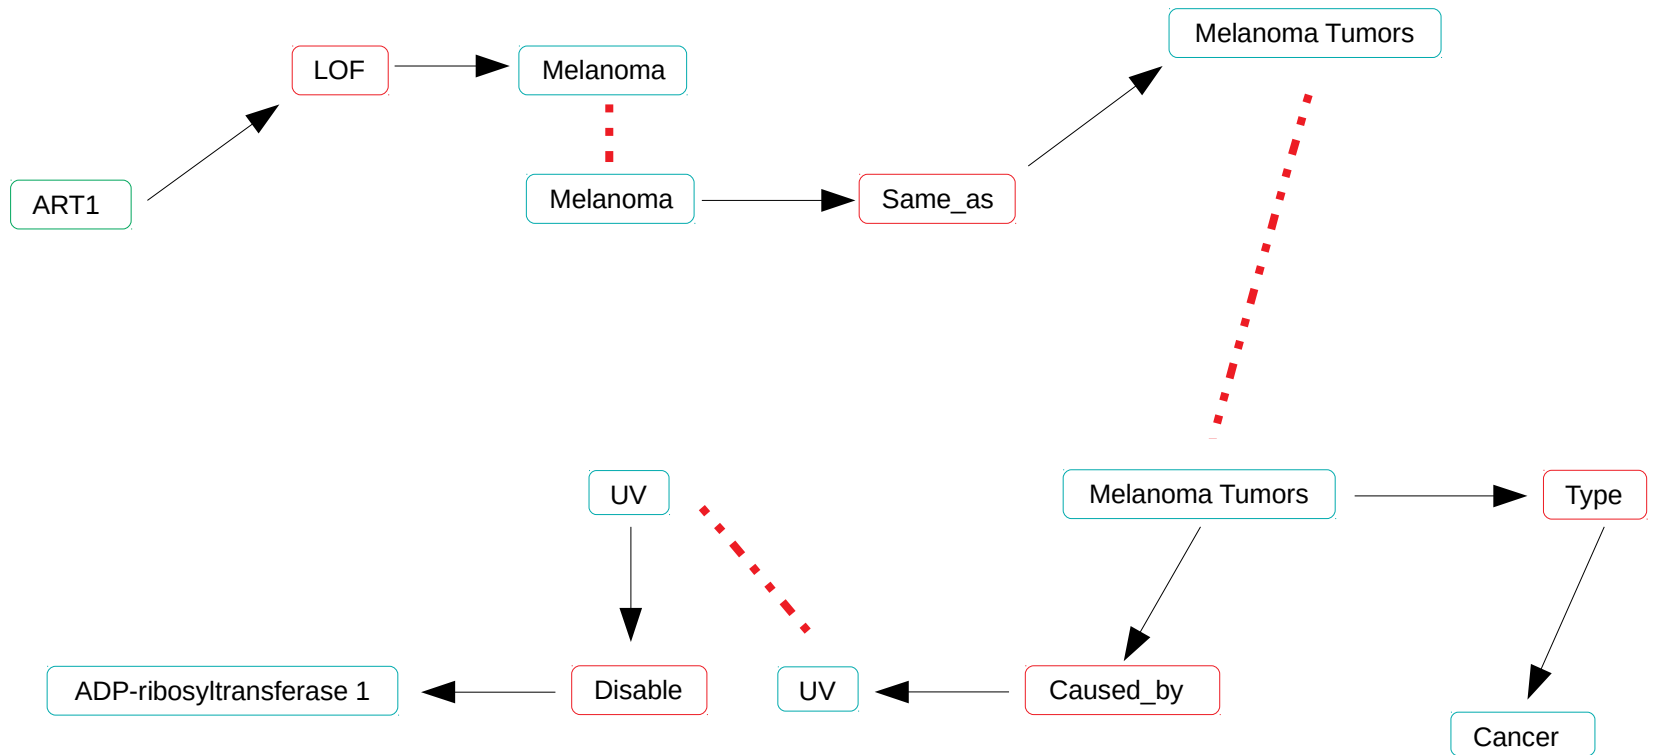 Melanoma Tumors
LOF
Melanoma
ART1
Melanoma
Same_as
UV
Melanoma Tumors
Type
ADP-ribosyltransferase 1
Disable
UV
Caused_by
Cancer